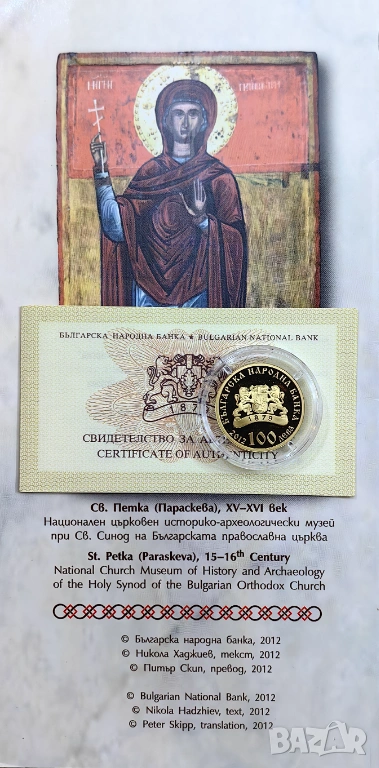 БЪЛГАРСКА НАРОДНА БАНКА ★ BULGARIAN NATIONAL BANK
1879
СВИДЕТЕЛСТВО ЗА
CERTIFICATE OF AUTHENTICITY
БЪЛГАРСКА НАРОДНА БАНКА
1879
2012 100 ЛЕВА
Св. Петка (Параскева), XV–XVI век
Национален църковен историко-археологически музей
при Св. Синод на Българската православна църква
St. Petka (Paraskeva), 15–16th Century
National Church Museum of History and Archaeology
of the Holy Synod of the Bulgarian Orthodox Church
© Българска народна банка, 2012
© Никола Хаджиев, текст, 2012
© Питър Скип, превод, 2012
© Bulgarian National Bank, 2012
© Nikola Hadzhiev, text, 2012
© Peter Skipp, translation, 2012
BAZAR